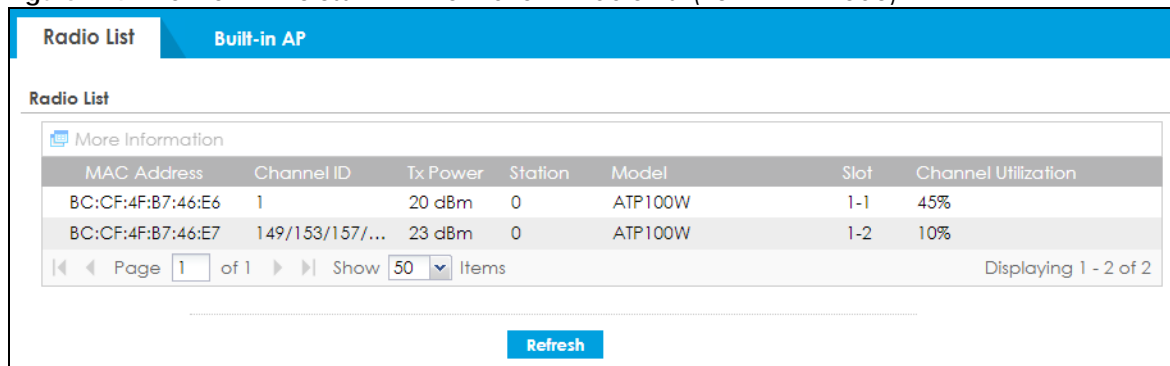 Radio List Built-in AP
Radio List
More Information
MAC Address Channel ID Tx Power Station Model Slot Channel Utilization
BC:CF:4F:B7:46:E6 1 20 dBm 0 ATP100W 1-1 45%
BC:CF:4F:B7:46:E7 149/153/157/... 23 dBm 0 ATP100W 1-2 10%
Page 1 of 1 Show 50 Items Displaying 1 - 2 of 2
Refresh